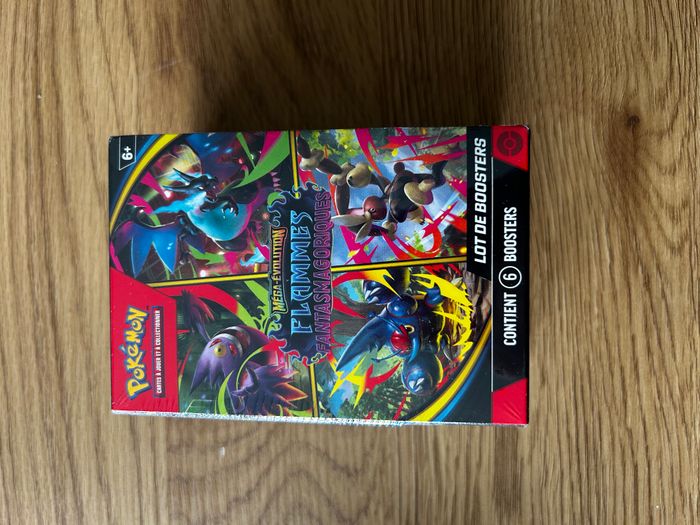 POKÉMON
CARTES À JOUER ET À COLLECTIONNER
6+
MÉGA-ÉVOLUTION
FLAMMES
FANTASMAGORIQUES
LOT DE BOOSTERS
CONTIENT 6 BOOSTERS